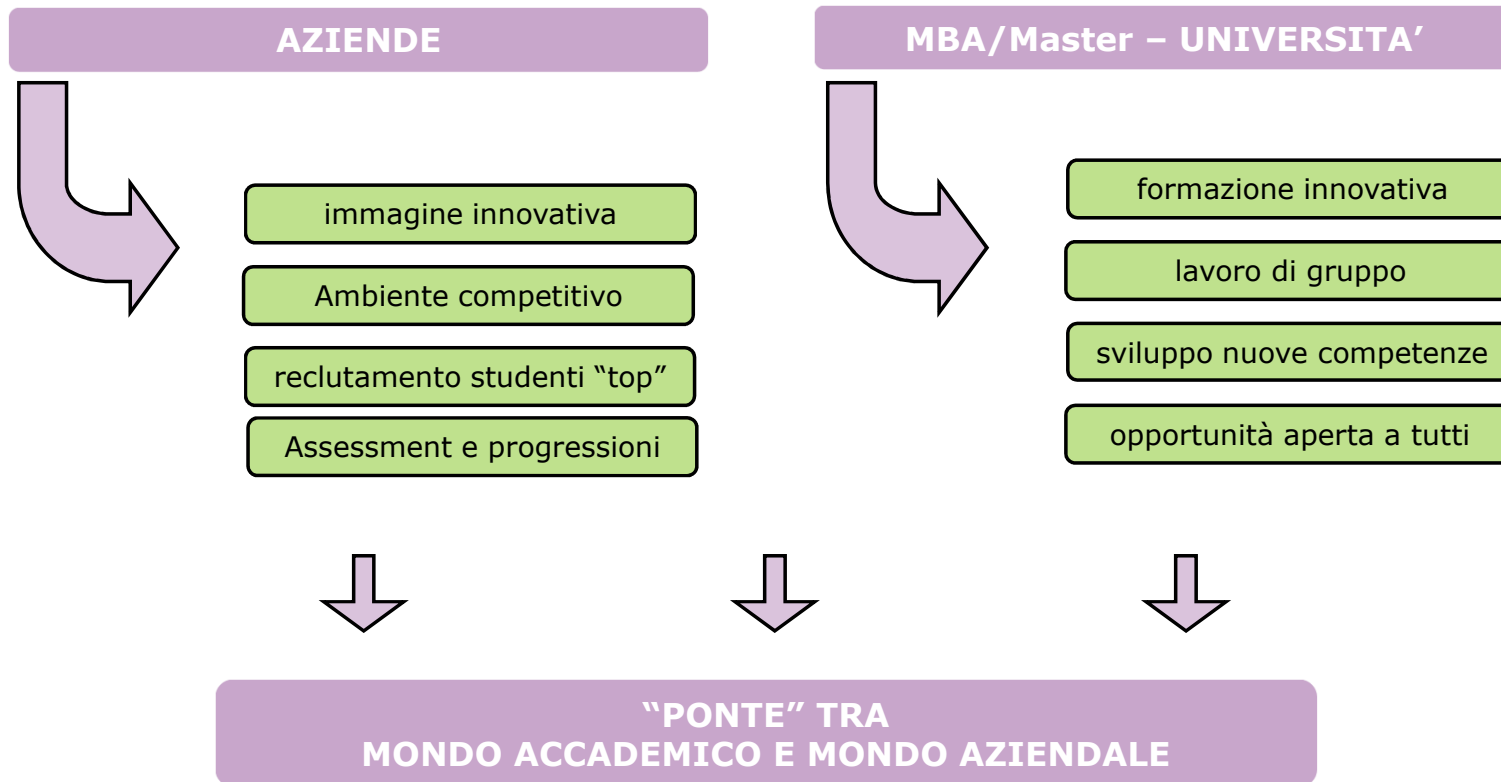 AZIENDE
MBA/Master – UNIVERSITA’
immagine innovativa
Ambiente competitivo
reclutamento studenti “top”
Assessment e progressioni
formazione innovativa
lavoro di gruppo
sviluppo nuove competenze
opportunità aperta a tutti
“PONTE” TRA
MONDO ACCADEMICO E MONDO AZIENDALE